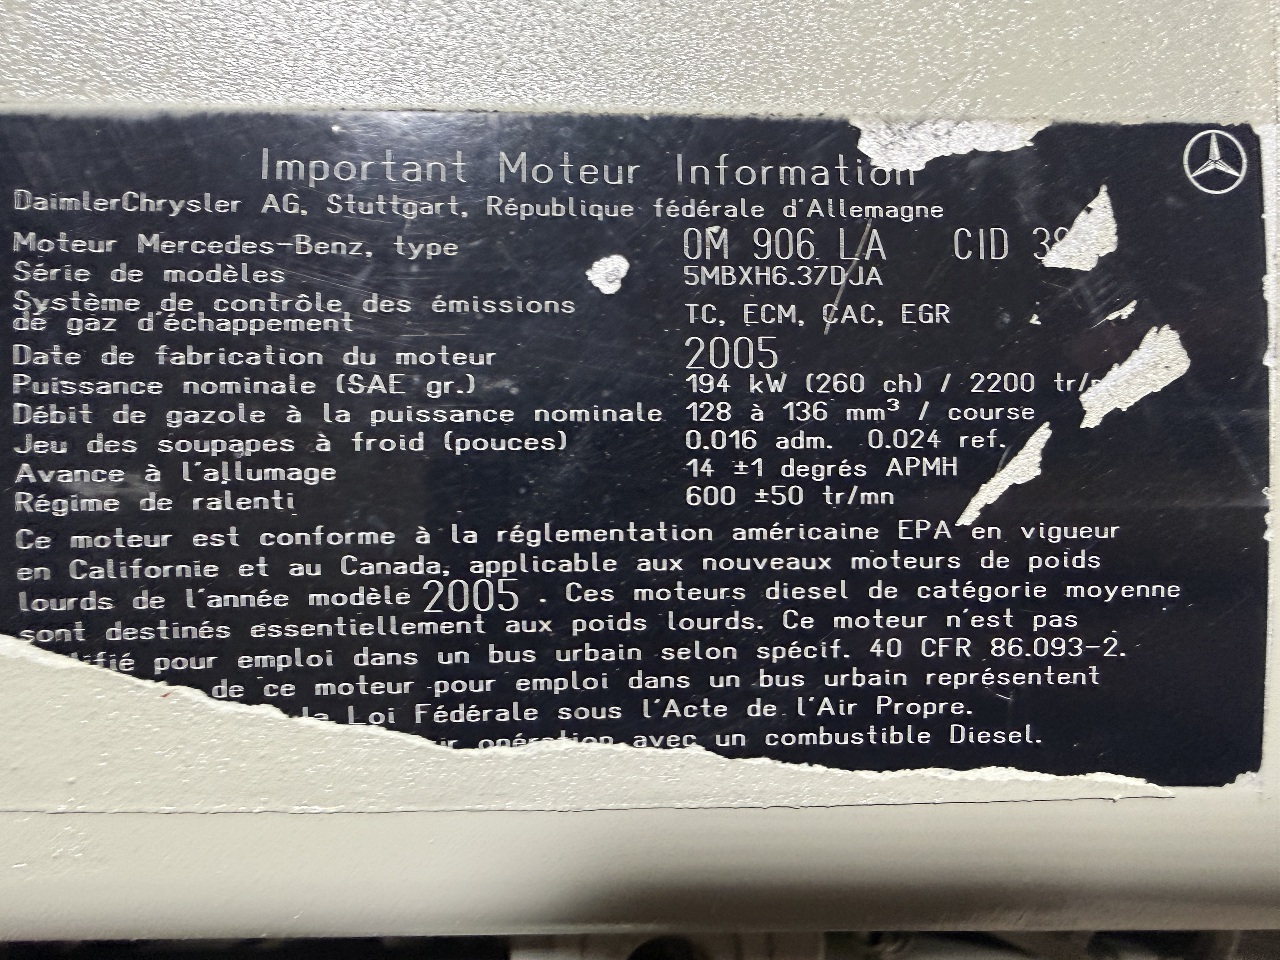 Important Moteur Information
DaimlerChrysler AG, Stuttgart, République fédérale d'Allemagne
Moteur Mercedes-Benz, type OM 906 LA CID
Série de modèles 5MBXH6.37DJA
Système de contrôle des émissions
de gaz d'échappement TC, ECM, CAC, EGR
Date de fabrication du moteur 2005
Puissance nominale (SAE gr.) 194 kW (260 ch) / 2200
Débit de gazole à la puissance nominale 128 à 136 mm³ / course
Jeu des soupapes à froid (pouces) 0.016 adm. 0.024 ref.
Avance à l'allumage 14 ±1 degrés APMH
Régime de ralenti 600 ±50 tr/mn
Ce moteur est conforme à la réglementation américaine EPA en vigueur
en Californie et au Canada, applicable aux nouveaux moteurs de poids
lourds de l'année modèle 2005 . Ces moteurs diesel de catégorie moyenne
sont destinés essentiellement aux poids lourds. Ce moteur n'est pas
pour emploi dans un bus urbain selon spécif. 40 CFR 86.093-2.
de ce moteur pour emploi dans un bus urbain représentent
la Loi Fédérale sous l'Acte de l'Air Propre.
opération avec un combustible Diesel.